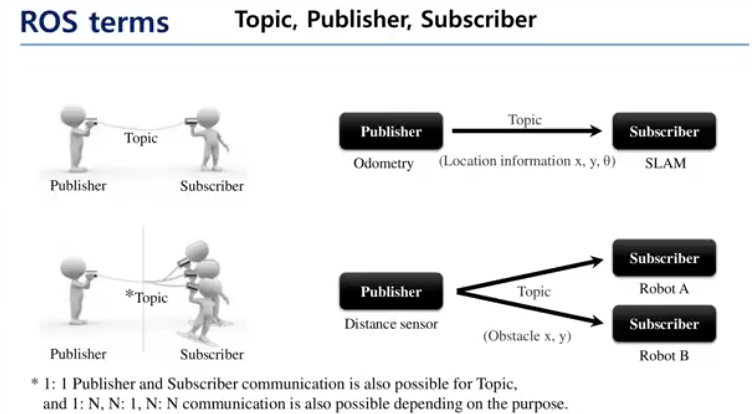 ROS terms
Topic, Publisher, Subscriber
Topic
Publisher
Subscriber
Publisher
Topic
Subscriber
Odometry
(Location information x, y, θ)
SLAM
*Topic
Publisher
Subscriber
Publisher
Distance sensor
Topic
(Obstacle x, y)
Subscriber
Robot A
Subscriber
Robot B
* 1: 1 Publisher and Subscriber communication is also possible for Topic,
and 1: N, N: 1, N: N communication is also possible depending on the purpose.